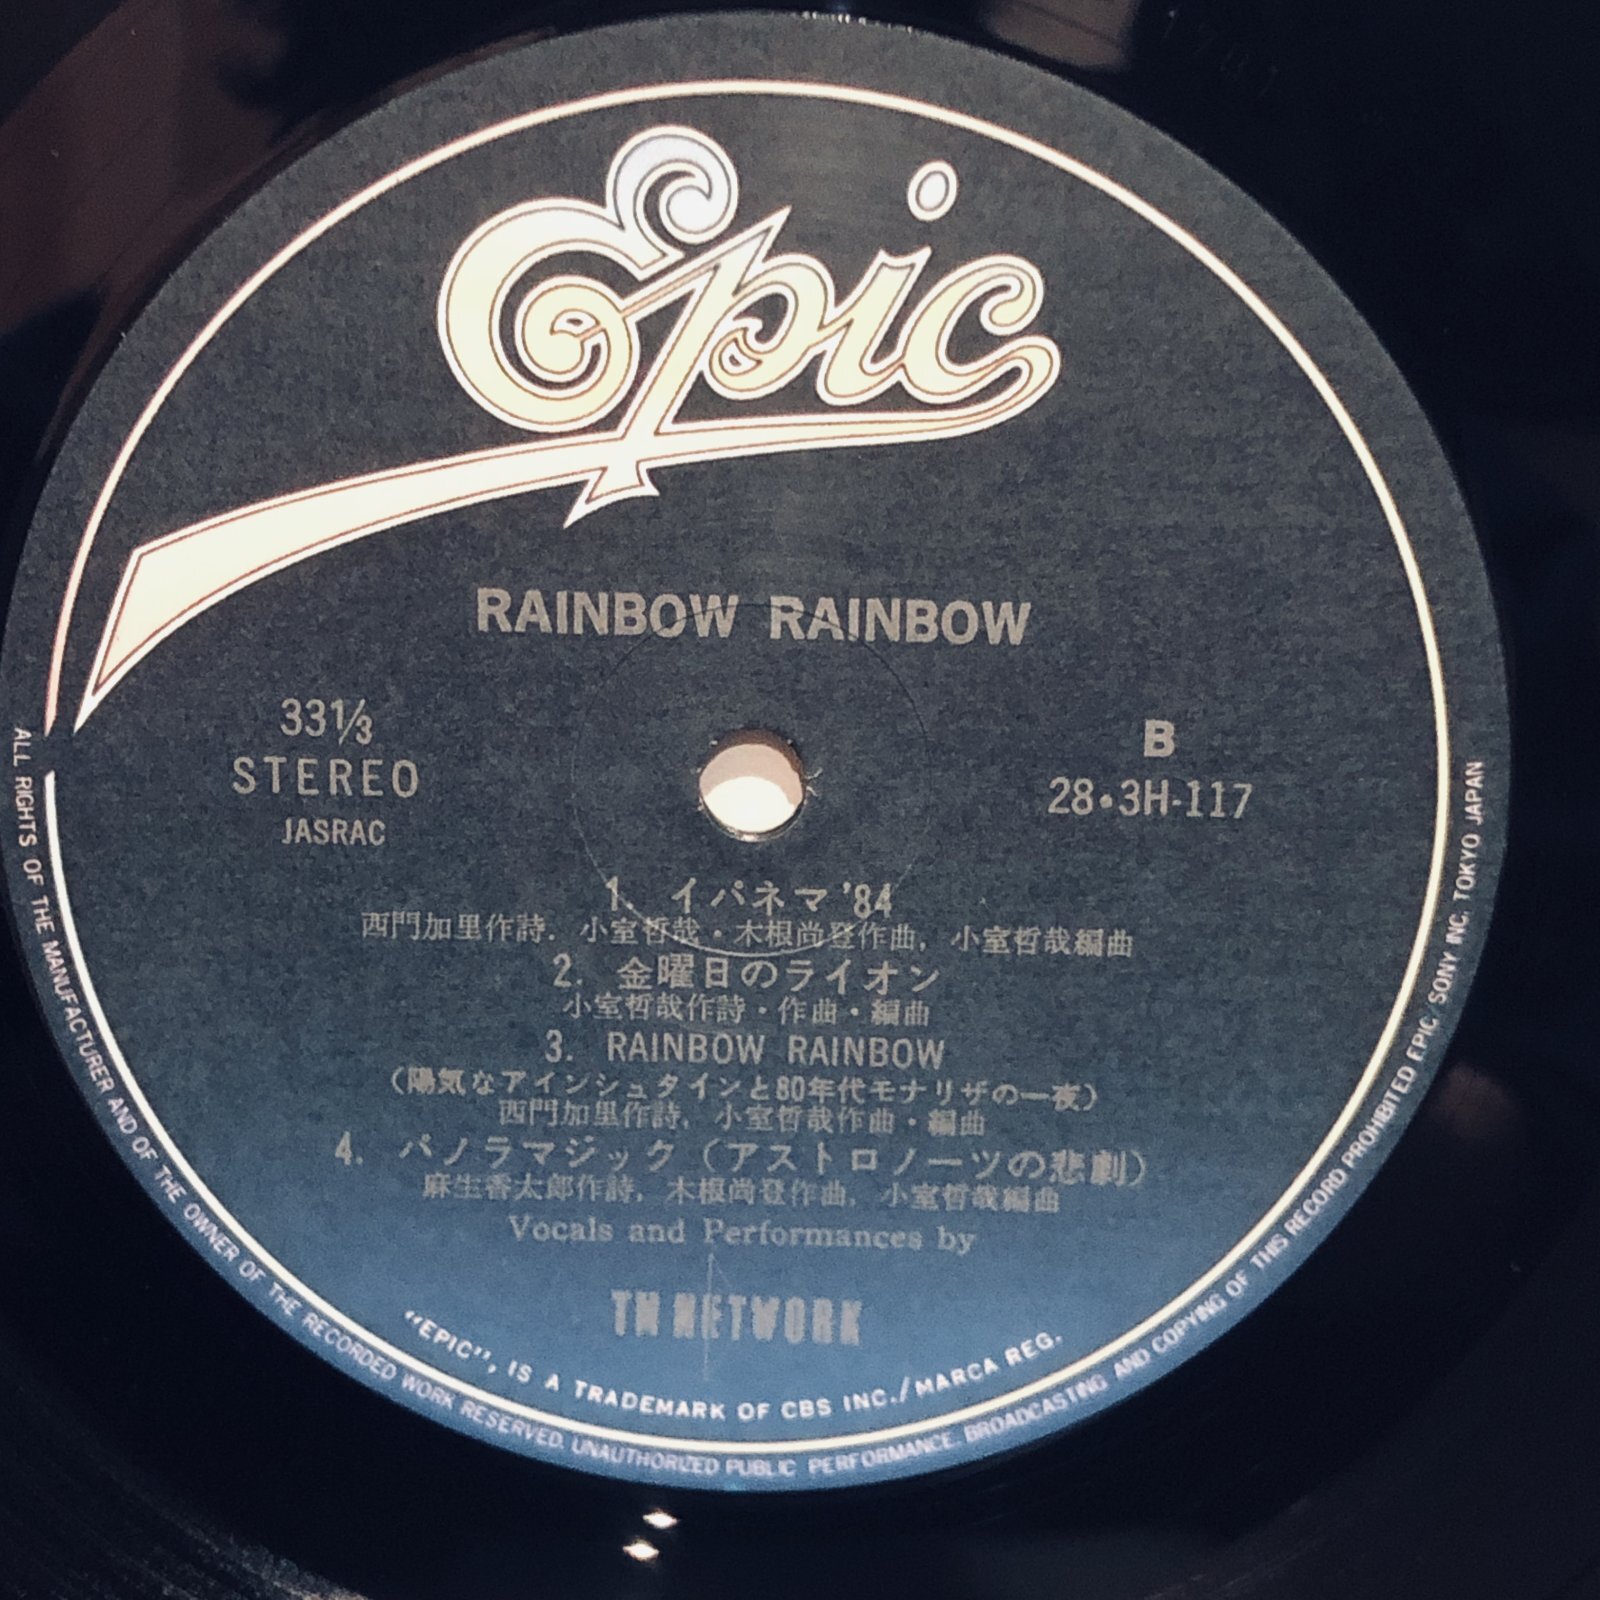 Epic
RAINBOW RAINBOW
33 1/3
STEREO
JASRAC
B
28・3H-117
1. イパネマ '84
西門加里作詩, 小室哲哉・木根尚登作曲, 小室哲哉編曲
2. 金曜日のライオン
小室哲哉作詩・作曲・編曲
3. RAINBOW RAINBOW
(陽気なアインシュタインと80年代モナリザの一夜)
西門加里作詩, 小室哲哉作曲・編曲
4. パノラマジック (アストロノーツの悲劇)
麻生香太郎作詩, 木根尚登作曲, 小室哲哉編曲
Vocals and Performances by
TM NETWORK
"EPIC", IS A TRADEMARK OF CBS INC./MARCA REG.
ALL RIGHTS OF THE MANUFACTURER AND OF THE OWNER OF THE RECORDED WORK RESERVED. UNAUTHORIZED PUBLIC PERFORMANCE. BROADCASTING AND COPYING OF THIS RECORD PROHIBITED EPIC/SONY INC. TOKYO JAPAN